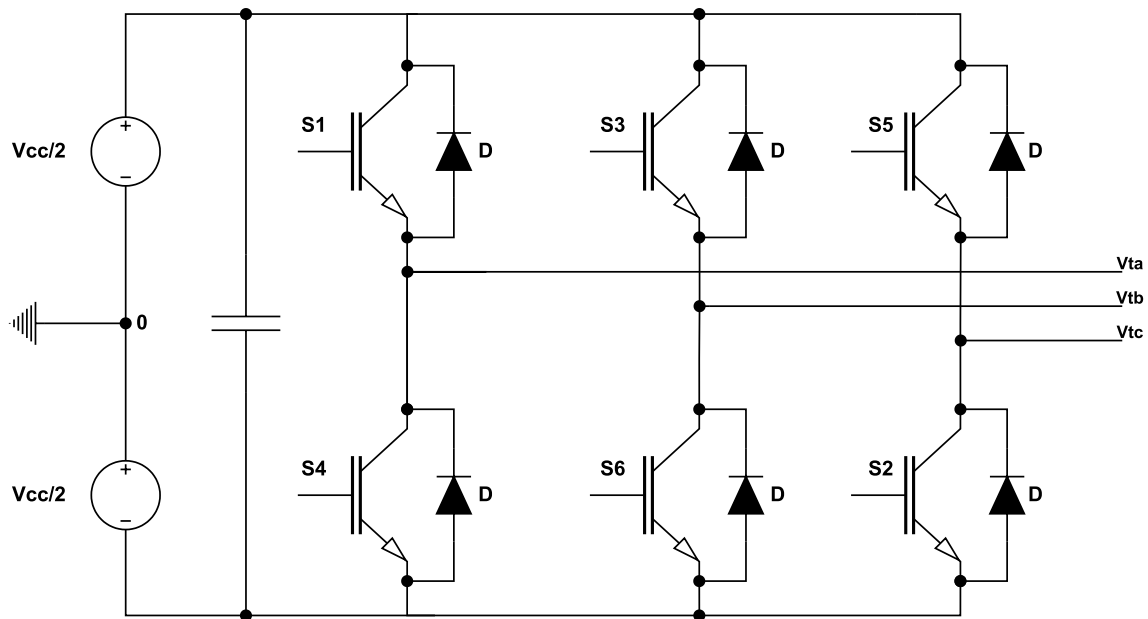 S1
S3
S5
Vcc/2
+
−
D
D
D
Vta
Vtb
Vtc
0
S4
S6
S2
Vcc/2
+
−
D
D
D